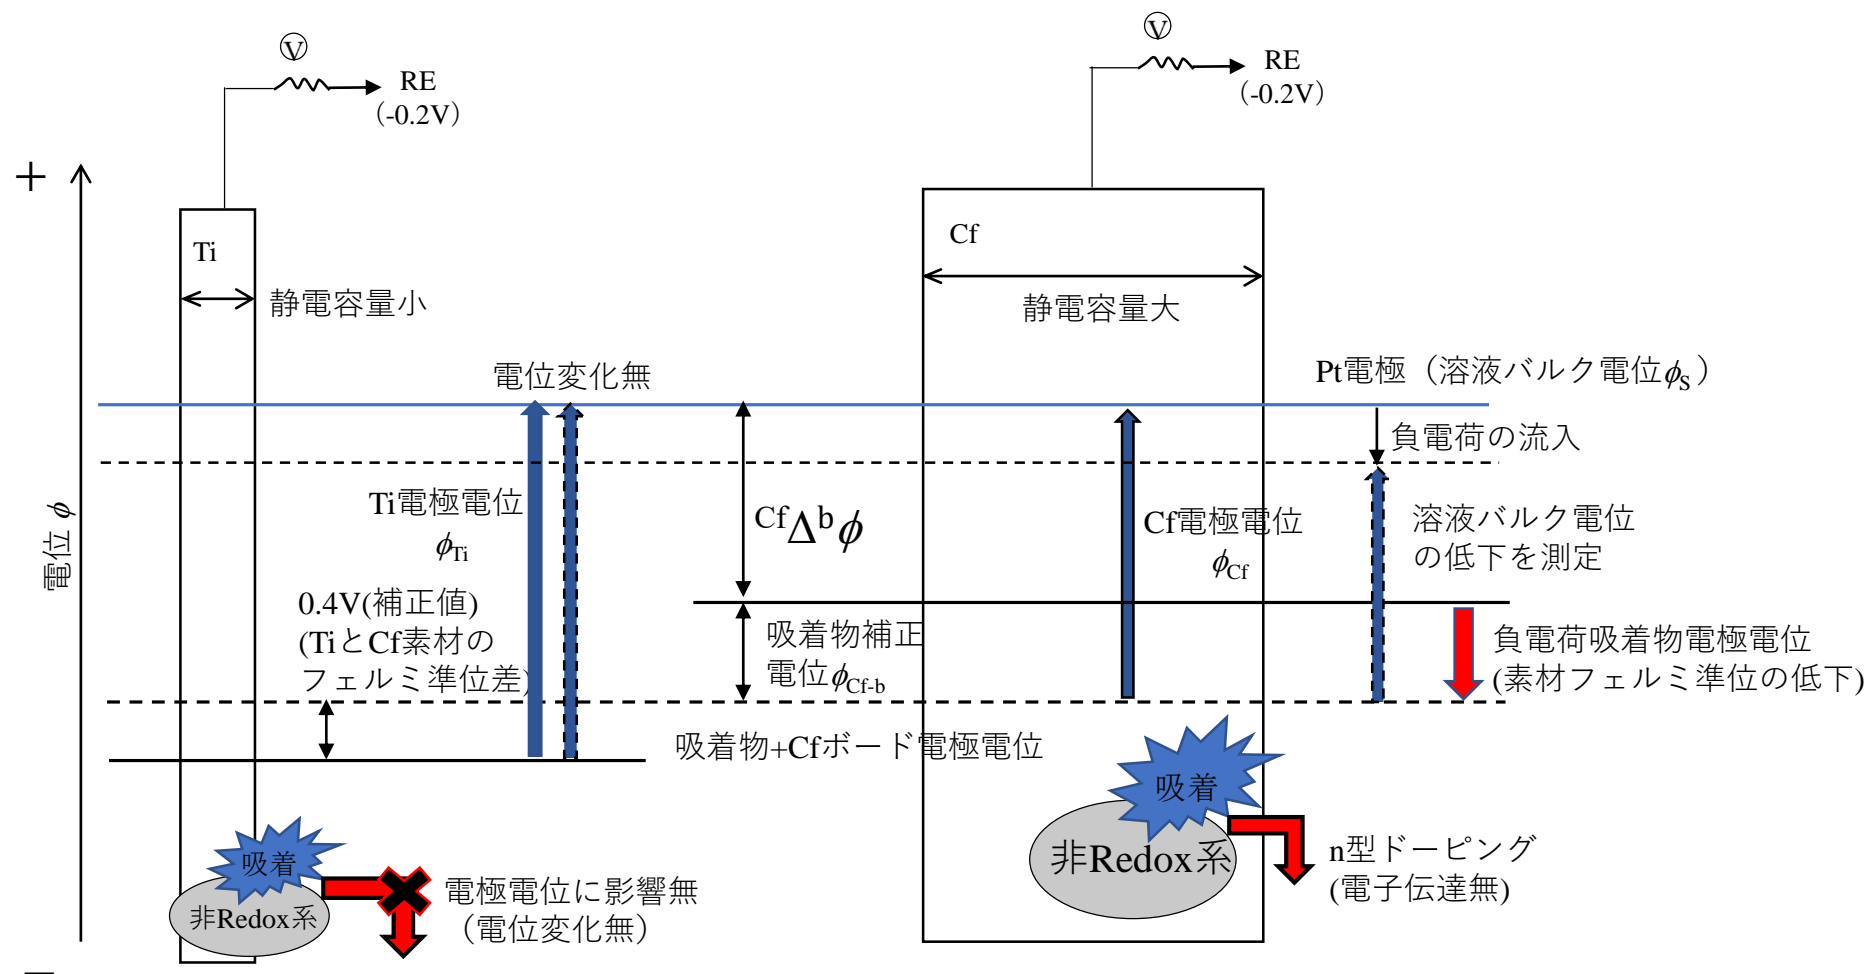 V
RE
（-0.2V）
V
RE
（-0.2V）
＋
Ti
静電容量小
Cf
静電容量大
電位変化無
Pt電極（溶液バルク電位ϕS）
負電荷の流入
電位 ϕ
Ti電極電位
ϕTi
CfΔbϕ
Cf電極電位
ϕCf
溶液バルク電位
の低下を測定
0.4V(補正値)
(TiとCf素材の
フェルミ準位差)
吸着物補正
電位ϕCf-b
負電荷吸着物電極電位
(素材フェルミ準位の低下)
吸着物+Cfボード電極電位
吸着
非Redox系
電極電位に影響無
（電位変化無）
吸着
非Redox系
n型ドーピング
(電子伝達無)